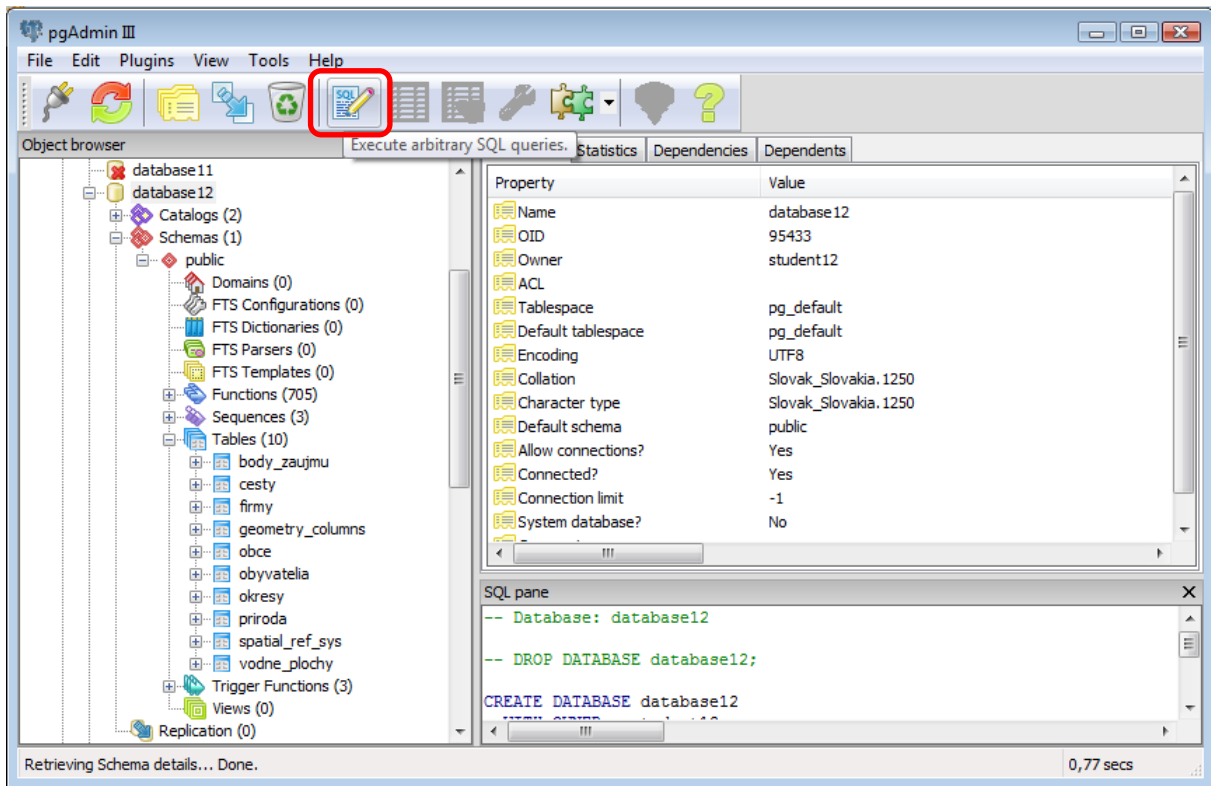 pgAdmin III
File Edit Plugins View Tools Help
SQL
Execute arbitrary SQL queries.
Object browser
database11
database12
Catalogs (2)
Schemas (1)
public
Domains (0)
FTS Configurations (0)
FTS Dictionaries (0)
FTS Parsers (0)
FTS Templates (0)
Functions (705)
Sequences (3)
Tables (10)
body_zaujmu
cesty
firmy
geometry_columns
obce
obyvatelia
okresy
priroda
spatial_ref_sys
vodne_plochy
Trigger Functions (3)
Views (0)
Replication (0)
Statistics Dependencies Dependents
Property Value
Name database12
OID 95433
Owner student12
ACL
Tablespace pg_default
Default tablespace pg_default
Encoding UTF8
Collation Slovak_Slovakia.1250
Character type Slovak_Slovakia.1250
Default schema public
Allow connections? Yes
Connected? Yes
Connection limit -1
System database? No
SQL pane
-- Database: database12
-- DROP DATABASE database12;
CREATE DATABASE database12
Retrieving Schema details... Done. 0,77 secs